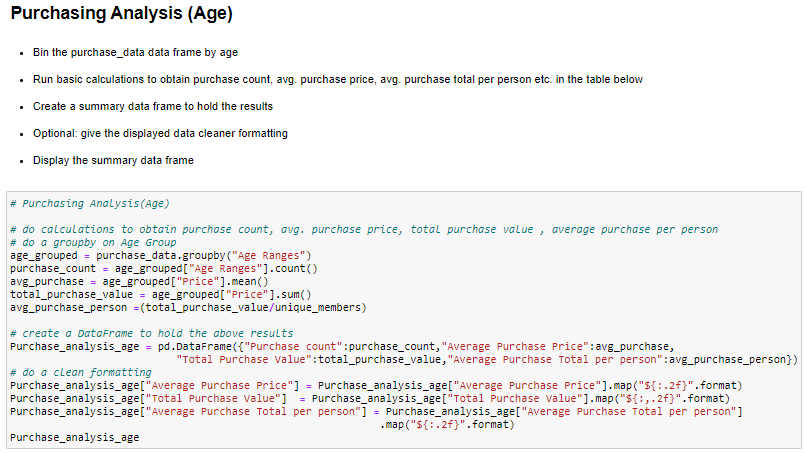 Purchasing Analysis (Age)
Bin the purchase_data data frame by age
Run basic calculations to obtain purchase count, avg. purchase price, avg. purchase total per person etc. in the table below
Create a summary data frame to hold the results
Optional: give the displayed data cleaner formatting
Display the summary data frame
# Purchasing Analysis(Age)
# do calculations to obtain purchase count, avg. purchase price, total purchase value , average purchase per person
# do a groupby on Age Group
age_grouped = purchase_data.groupby("Age Ranges")
purchase_count = age_grouped["Age Ranges"].count()
avg_purchase = age_grouped["Price"].mean()
total_purchase_value = age_grouped["Price"].sum()
avg_purchase_person =(total_purchase_value/unique_members)
# create a DataFrame to hold the above results
Purchase_analysis_age = pd.DataFrame({"Purchase count":purchase_count,"Average Purchase Price":avg_purchase,
"Total Purchase Value":total_purchase_value,"Average Purchase Total per person":avg_purchase_person})
# do a clean formatting
Purchase_analysis_age["Average Purchase Price"] = Purchase_analysis_age["Average Purchase Price"].map("${:.2f}".format)
Purchase_analysis_age["Total Purchase Value"]  = Purchase_analysis_age["Total Purchase Value"].map("${:,.2f}".format)
Purchase_analysis_age["Average Purchase Total per person"] = Purchase_analysis_age["Average Purchase Total per person"]
.map("${:.2f}".format)
Purchase_analysis_age